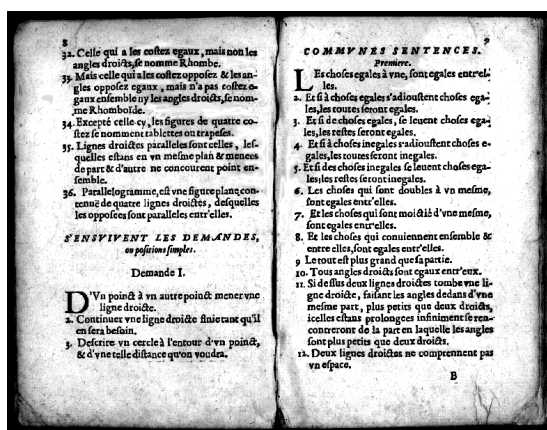 8
32. Celle qui a les costez egaux, mais non les
angles droicts, se nomme Rhombe.
33. Mais celle qui a les costez opposez & les an-
gles opposez egaux, mais n'a pas costez e-
gaux ensemble ny les angles droicts, se nom-
me Rhomboïde.
34. Excepté celle-cy, les figures de quatre co-
stez se nomment tablettes ou trapeses.
35. Lignes droictes paralleles sont celles, les-
quelles estans en vn mesme plan & menees
de part & d'autre ne concourent point en-
semble.
36. Parallelogramme, est vne figure plane con-
tenuë de quatre lignes droictes, desquelles
les opposées sont paralleles entr'elles.
S'ENSVIVENT LES DEMANDES,
ou positions simples.
Demande I.
D'Vn poinct à vn autre poinct mener vne
ligne droicte.
2. Continuer vne ligne droicte finie tant qu'il
en sera besoin.
3. Descrire vn cercle à l'entour d'vn poinct,
& d'vne telle distance qu'on voudra.
9
COMMVNES SENTENCES.
Premiere.
LEs choses egales à vne, sont egales entr'el-
les.
2. Et si à choses egales s'adioustent choses ega-
les, les toutes seront egales.
3. Et si de choses egales, se leuent choses ega-
les, les restes seront egales.
4. Et si à choses inegales s'adioustent choses e-
gales, les toutes seront inegales.
5. Et si des choses inegales se leuent choses ega-
les, les restes seront inegales.
6. Les choses qui sont doubles à vn mesme,
sont egales entr'elles.
7. Et les choses qui sont moictié d'vne mesme,
sont egales entr'elles.
8. Et les choses qui conuiennent ensemble &
entre elles, sont egales entr'elles.
9 Le tout est plus grand que sa partie.
10. Tous angles droicts sont egaux entr'eux.
11. Si dessus deux lignes droictes tombe vne li-
gne droicte, faisant les angles dedans d'vne
mesme part, plus petits que deux droicts,
icelles estans prolongees infiniment se ren-
contreront de la part en laquelle les angles
sont plus petits que deux droicts.
12. Deux lignes droictes ne comprennent pas
vn espace.
B